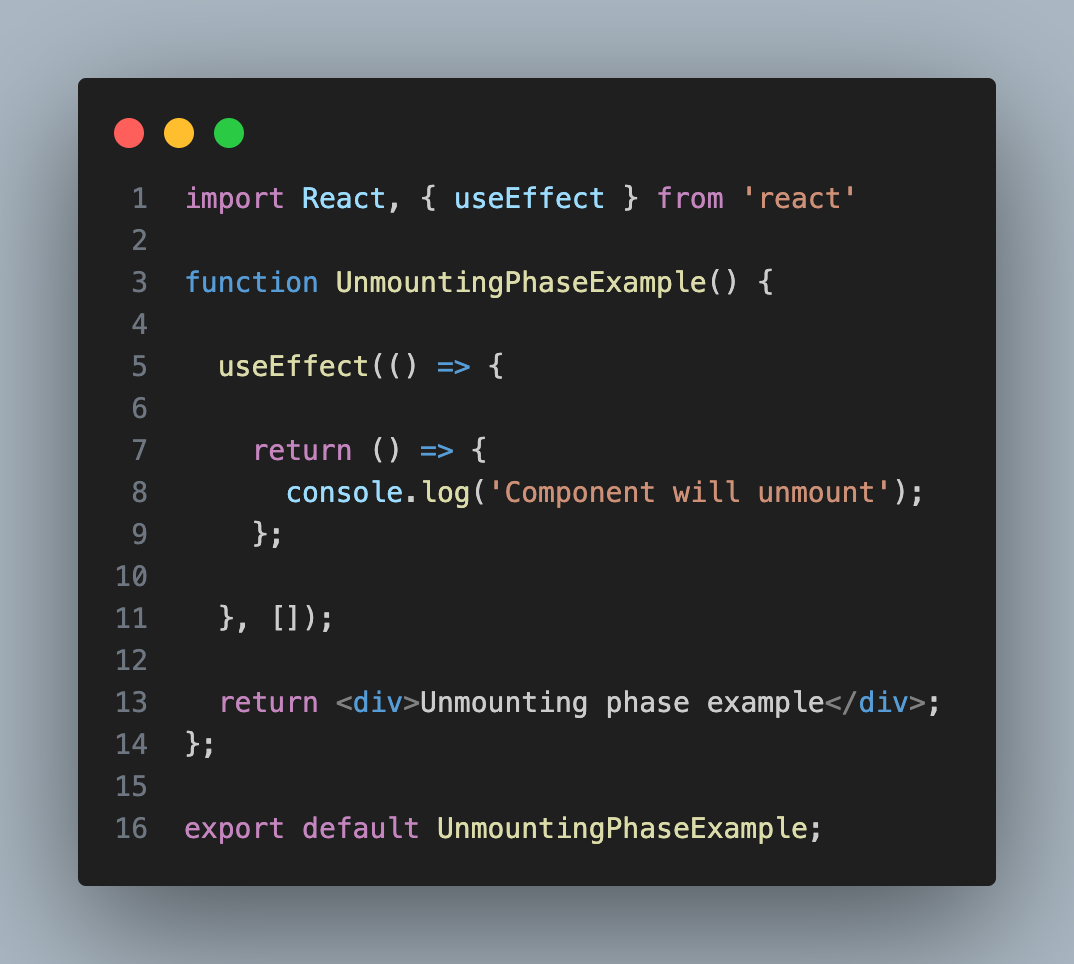 1 import React, { useEffect } from 'react'
2
3 function UnmountingPhaseExample() {
4
5   useEffect(() => {
6
7     return () => {
8       console.log('Component will unmount');
9     };
10
11   }, []);
12
13   return <div>Unmounting phase example</div>;
14 };
15
16 export default UnmountingPhaseExample;